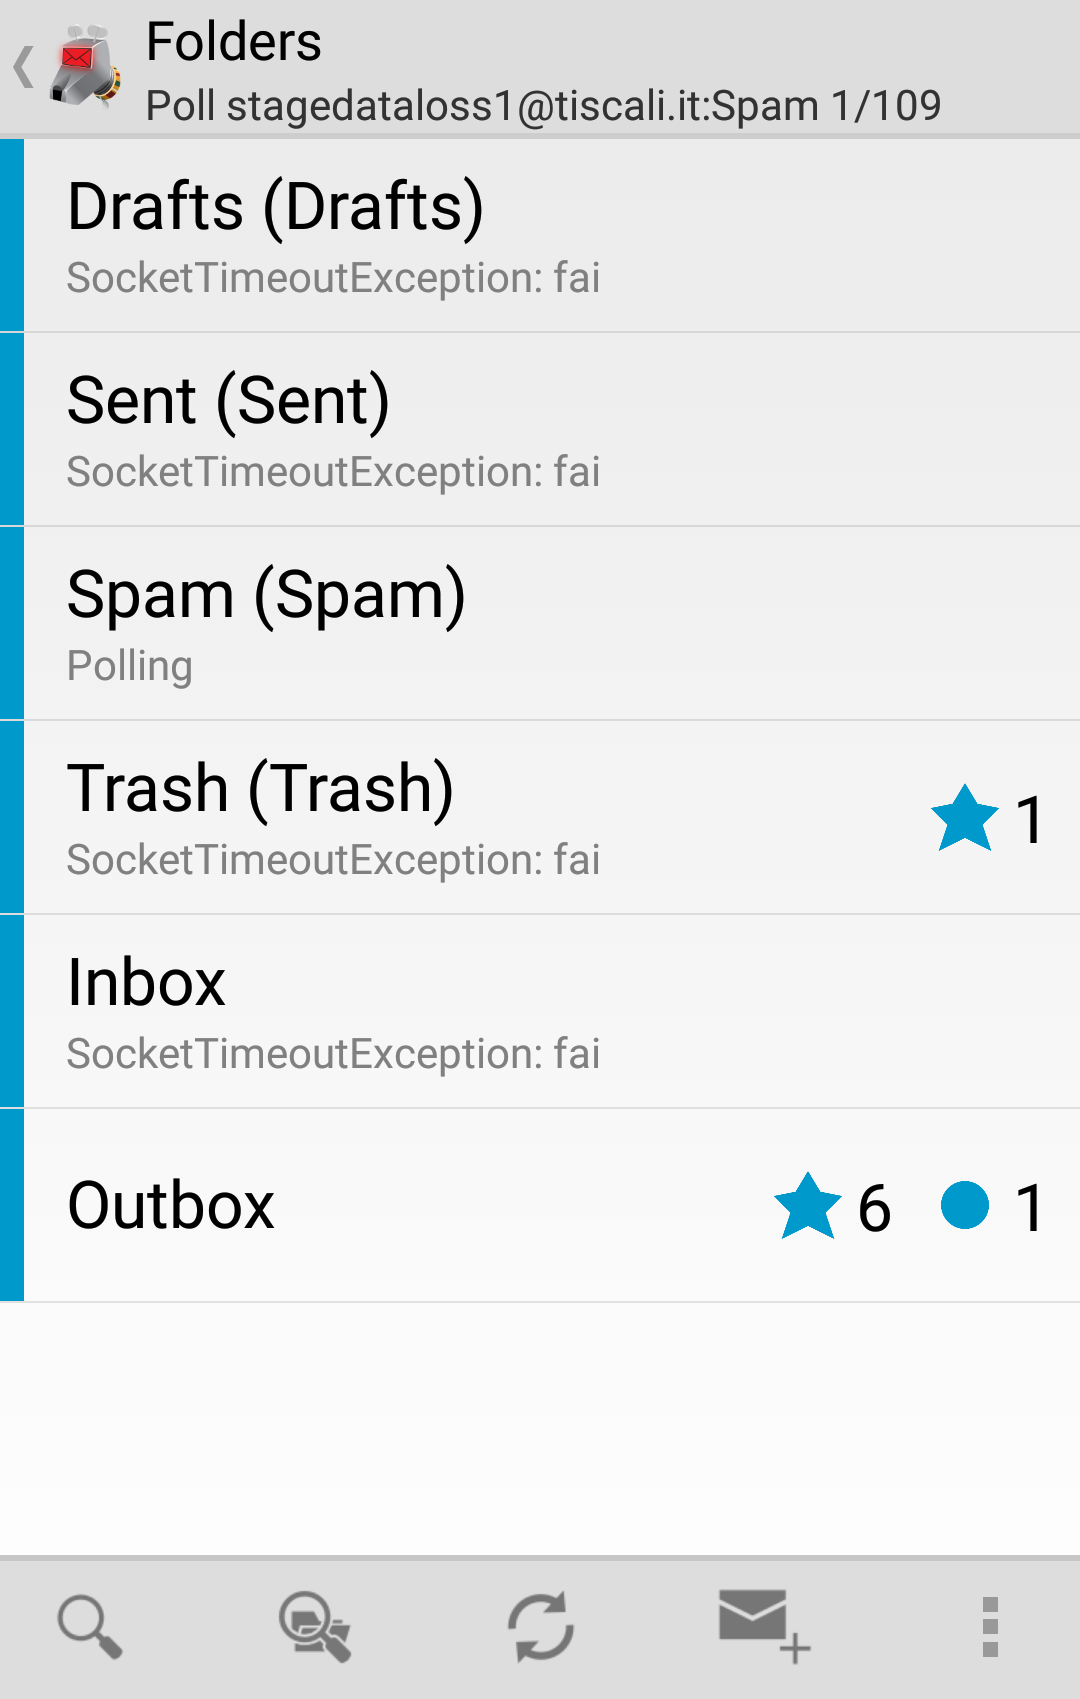 Folders
Poll stagedataloss1@tiscali.it:Spam 1/109
Drafts (Drafts)
SocketTimeoutException: fai
Sent (Sent)
SocketTimeoutException: fai
Spam (Spam)
Polling
Trash (Trash)
1
SocketTimeoutException: fai
Inbox
SocketTimeoutException: fai
Outbox 6 1